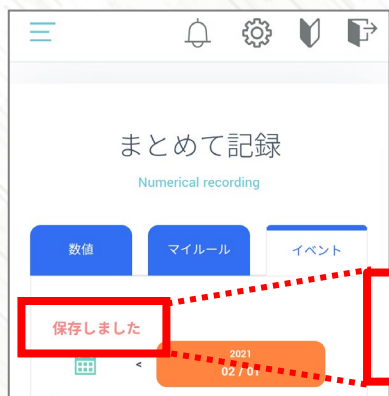 まとめて記録
Numerical recording
数値 マイルール イベント
保存しました
<
2021
02 / 01